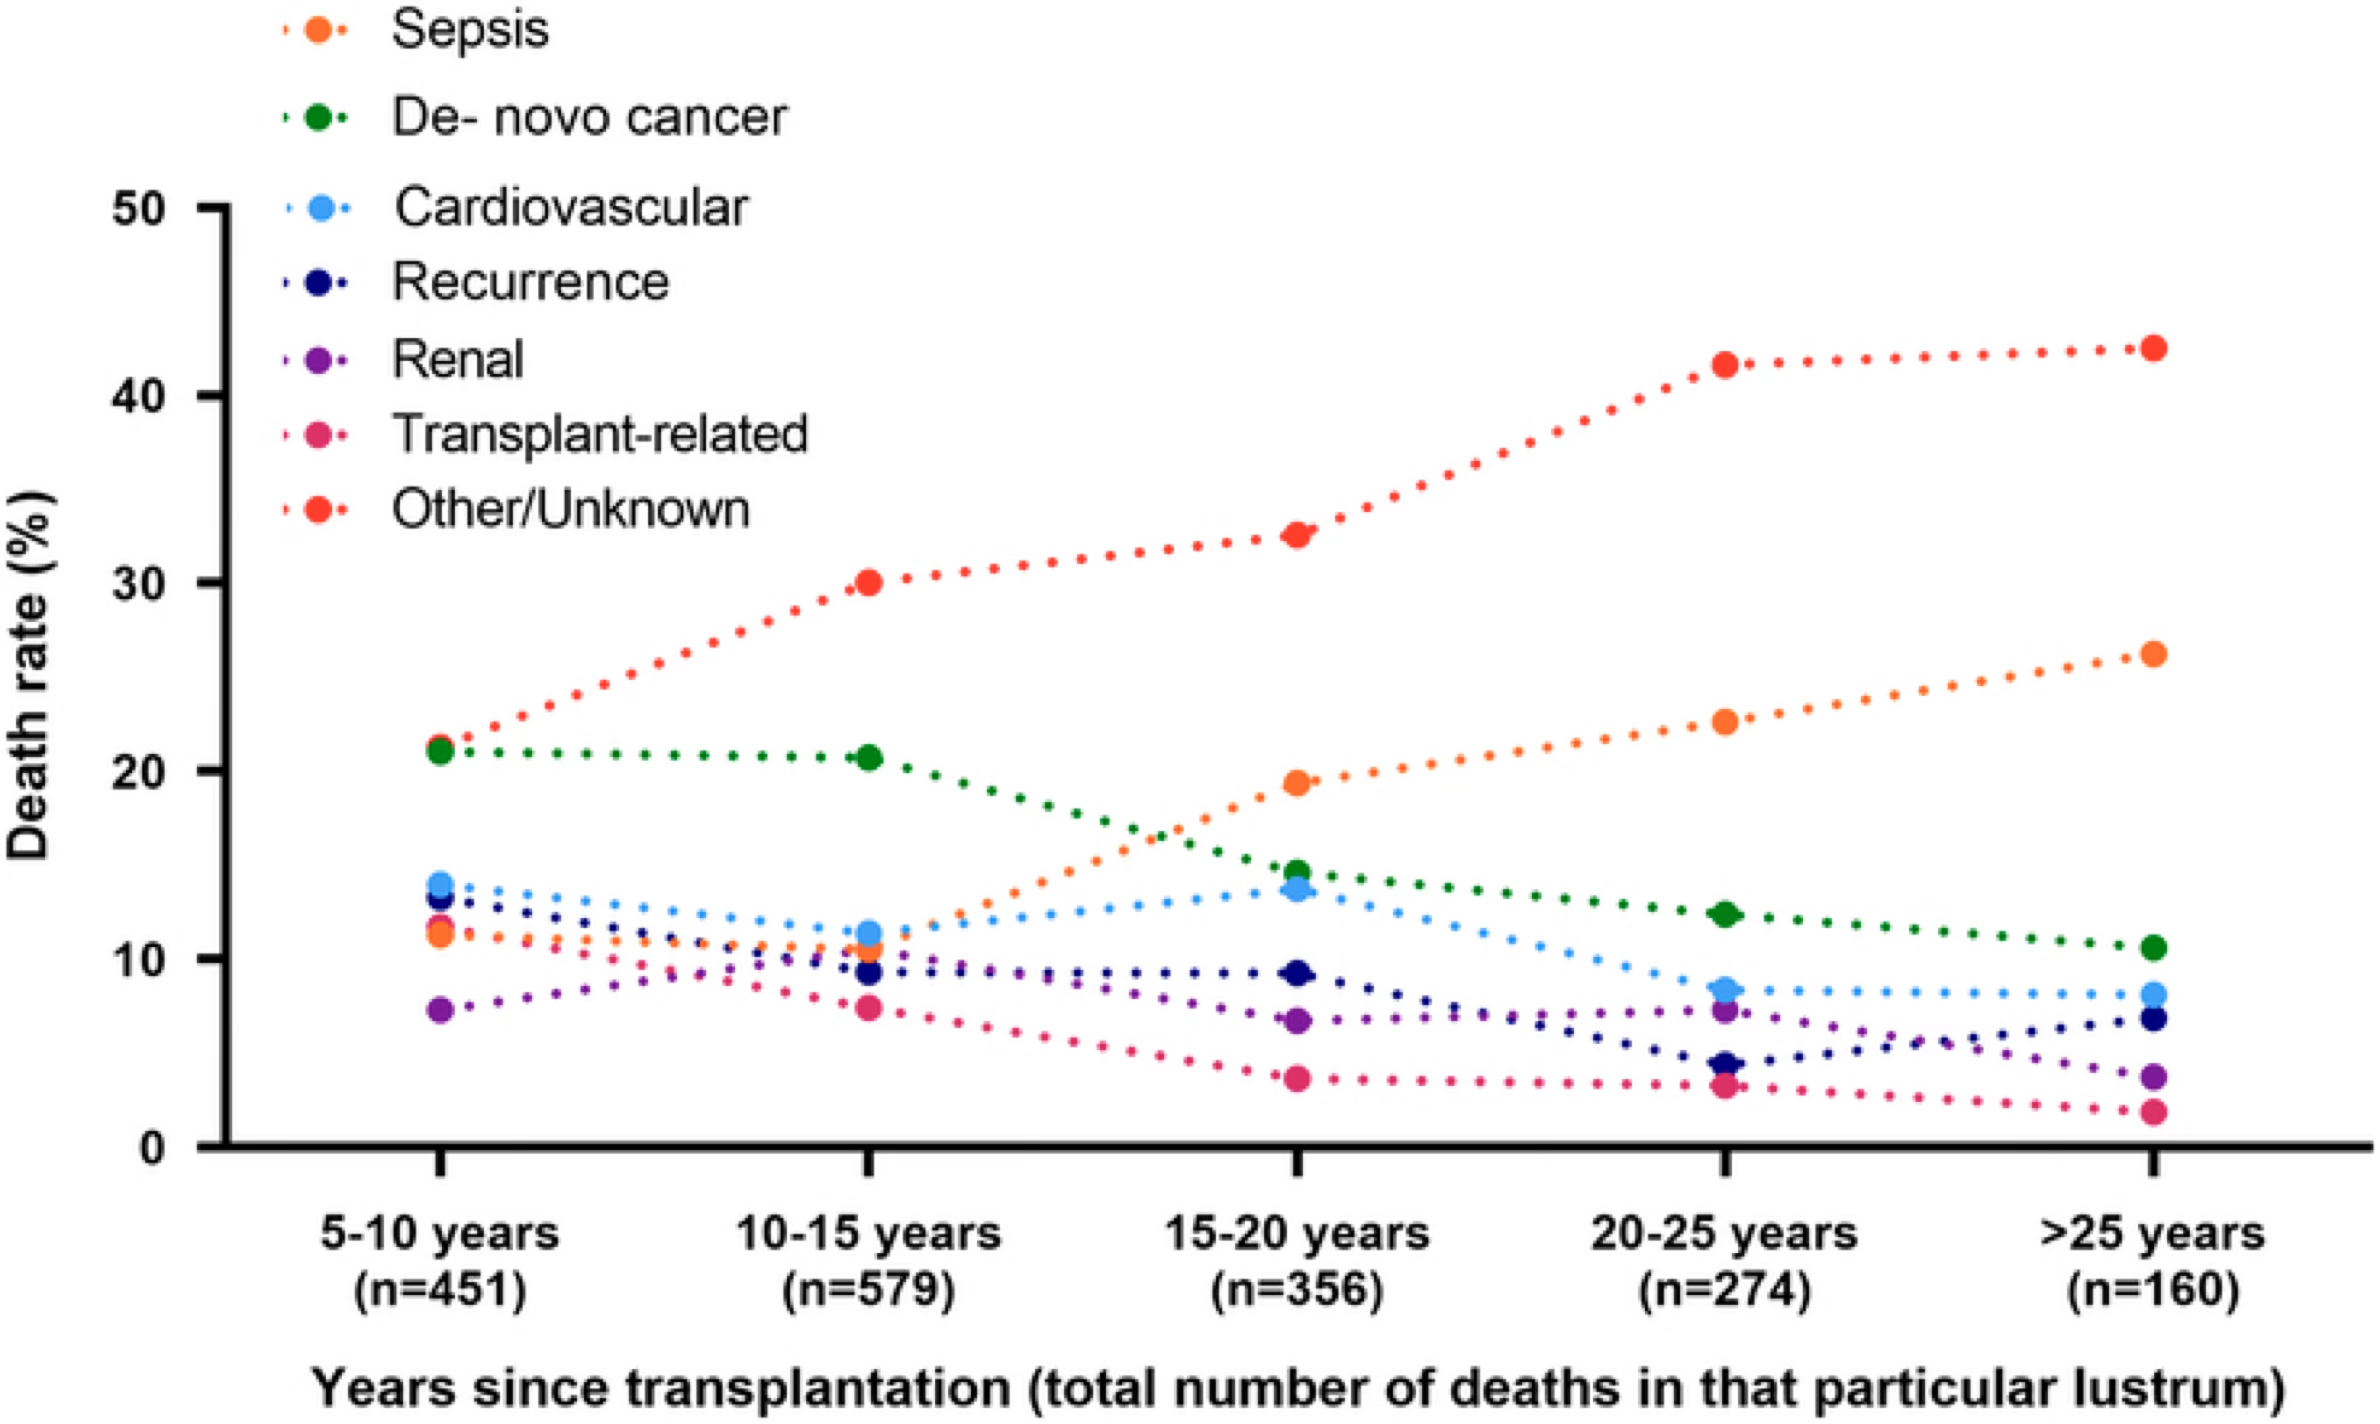 Sepsis
De- novo cancer
Cardiovascular
Recurrence
Renal
Transplant-related
Other/Unknown
Death rate (%)
50
40
30
20
10
0
5-10 years 10-15 years 15-20 years 20-25 years >25 years
(n=451) (n=579) (n=356) (n=274) (n=160)
Years since transplantation (total number of deaths in that particular lustrum)